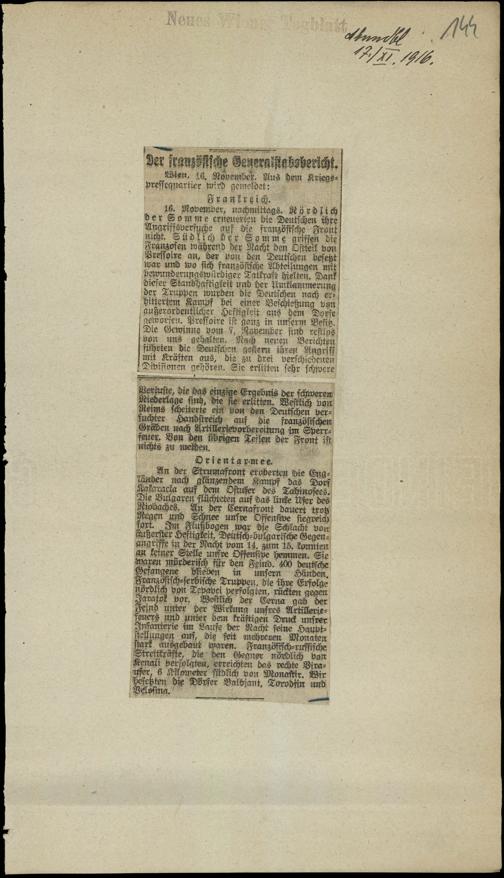 Neues Wiener Tagblatt
144
Abendbl
17/XI. 1916.
Der französische Generalstabsbericht.
Wien, 16. November. Aus dem Kriegs-
pressequartier wird gemeldet:
Frankreich.
16. November, nachmittags. Nördlich
der Somme erneuerten die Deutschen ihre
Angriffsversuche auf die französische Front
nicht. Südlich der Somme griffen die
Franzosen während der Nacht den Ostteil von
Pressoire an, der von den Deutschen besetzt
war und wo sich französische Abteilungen mit
bewunderungswürdiger Tatkraft hielten. Dank
dieser Standhaftigkeit und der Umklammerung
der Truppen wurden die Deutschen nach er-
bittertem Kampf bei einer Beschießung von
außerordentlicher Heftigkeit aus dem Dorfe
geworfen. Pressoire ist ganz in unserm Besitz.
Die Gewinne vom 7. November sind restlos
von uns gehalten. Nach neuen Berichten
führten die Deutschen gestern ihren Angriff
mit Kräften aus, die zu drei verschiedenen
Divisionen gehören. Sie erlitten sehr schwere
Verluste, die das einzige Ergebnis der schweren
Niederlage sind, die sie erlitten. Westlich von
Reims scheiterte ein von den Deutschen ver-
suchter Handstreich auf die französischen
Gräben nach Artillerievorbereitung im Sperr-
feuer. Von den übrigen Teilen der Front ist
nichts zu melden.
Orientarmee.
An der Strumafront eroberten die Eng-
länder nach glänzendem Kampf das Dorf
Kakaraska auf dem Ostufer des Tahinosees.
Die Bulgaren flüchteten auf das linke Ufer des
An der Cernafront dauert trotz
Regen und Schnee unsre Offensive siegreich
fort. Im Flußbogen war die Schlacht von
äußerster Heftigkeit. Deutsch-bulgarische Gegen-
angriffe in der Nacht vom 14. zum 15. konnten
an keiner Stelle unsre Offensive hemmen. Sie
waren mörderisch für den Feind. 400 deutsche
Gefangene blieben in unsern Händen.
Französisch-serbische Truppen, die ihre Erfolge
nördlich von Tepavci verfolgten, rückten gegen
Jaratok vor. Westlich der Cerna gab der
Feind unter der Wirkung unsres Artillerie-
feuers und unter dem kräftigen Druck unsrer
Infanterie im Laufe der Nacht seine Haupt-
stellungen auf, die seit mehreren Monaten
stark ausgebaut waren. Französisch-russische
Streitkräfte, die den Gegner nördlich von
Kenali verfolgten, erreichten das rechte Vira-
ufer, 6 Kilometer südlich von Monastir. Wir
besetzten die Dörfer Balbjant, Porodjin und
Velosina.